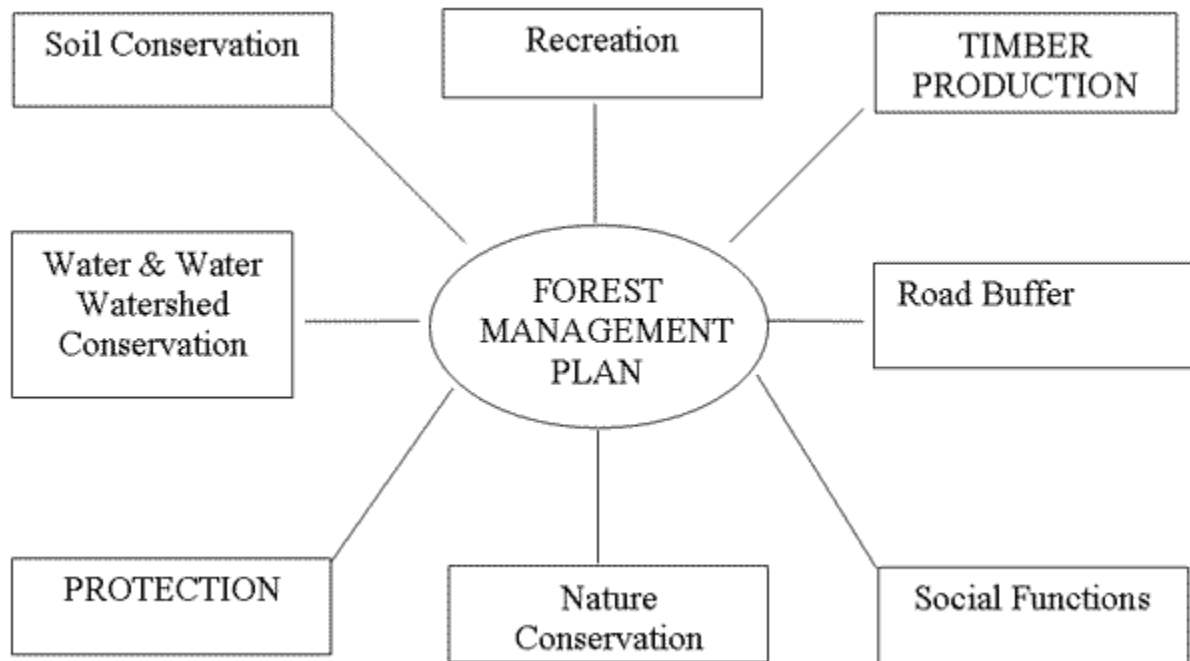 Soil Conservation
Recreation
TIMBER
PRODUCTION
Water & Water
Watershed
Conservation
FOREST
MANAGEMENT
PLAN
Road Buffer
PROTECTION
Nature
Conservation
Social Functions